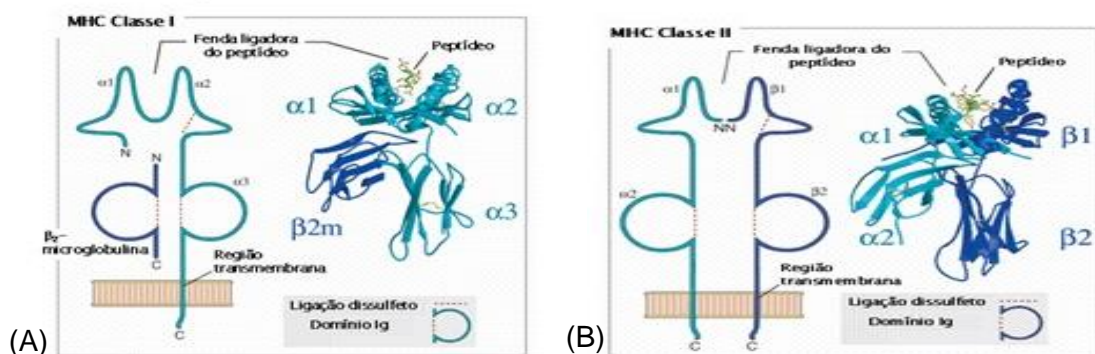 MHC Classe I
Fenda ligadora
do peptídeo
Peptídeo
α1
α2
α1
α2
N
N
α3
β2m
α3
β₂-
microglobulina
C
Região
transmembrana
Ligação dissulfeto
Domínio Ig
C
(A)
MHC Classe II
Fenda ligadora do
peptídeo
Peptídeo
α1
β1
NN
α1
β1
α2
β2
α2
β2
Região
transmembrana
Ligação dissulfeto
Domínio Ig
C
C
(B)